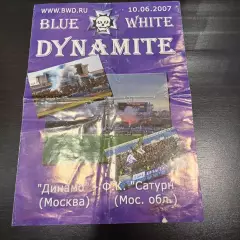 WWW.BWD.RU 10.06.2007
BLUE WHITE
DYNAMITE
"Динамо - Ф.К. "Сатурн
(Москва) (Мос. обл.)